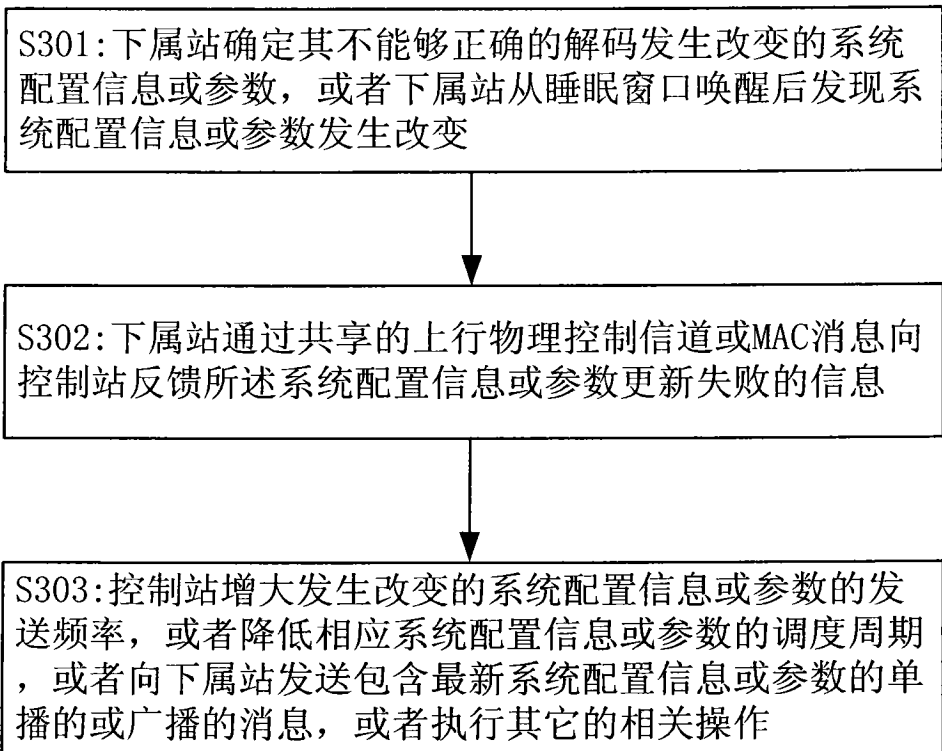 S301:下属站确定其不能够正确的解码发生改变的系统
配置信息或参数，或者下属站从睡眠窗口唤醒后发现系
统配置信息或参数发生改变
S302:下属站通过共享的上行物理控制信道或MAC消息向
控制站反馈所述系统配置信息或参数更新失败的信息
S303:控制站增大发生改变的系统配置信息或参数的发
送频率，或者降低相应系统配置信息或参数的调度周期
，或者向下属站发送包含最新系统配置信息或参数的单
播的或广播的消息，或者执行其它的相关操作